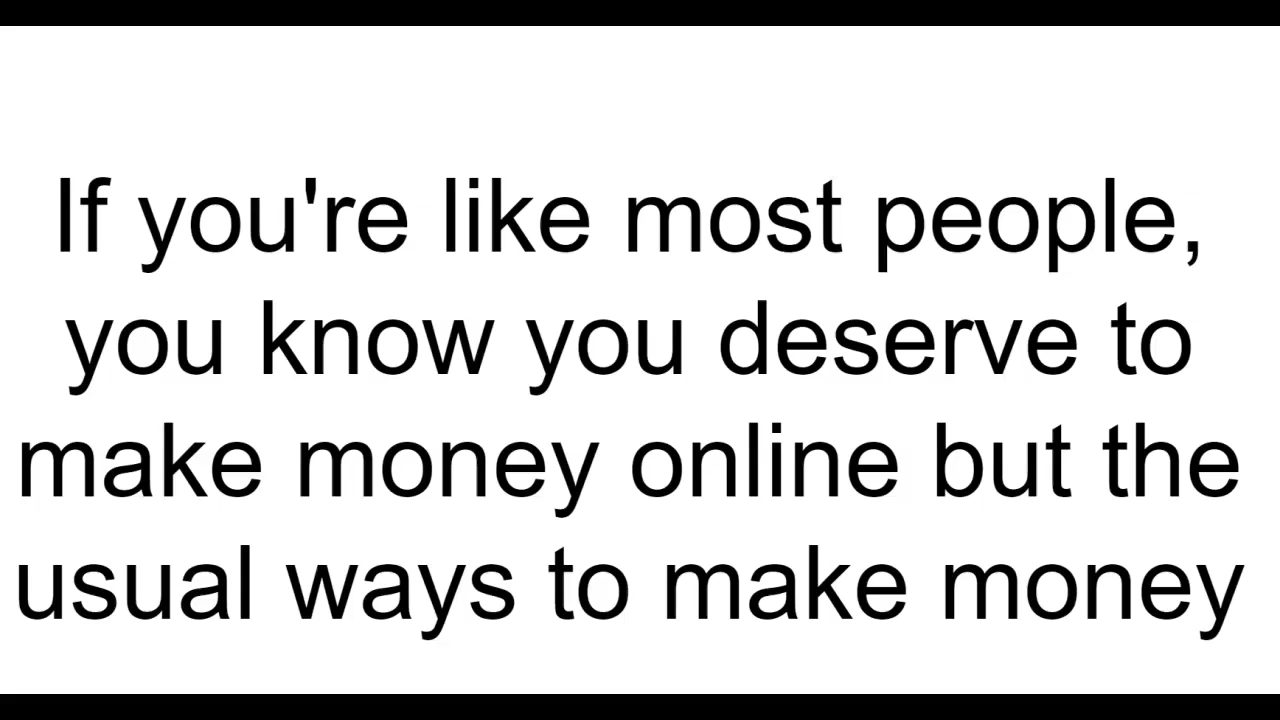 If you're like most people,
you know you deserve to
make money online but the
usual ways to make money